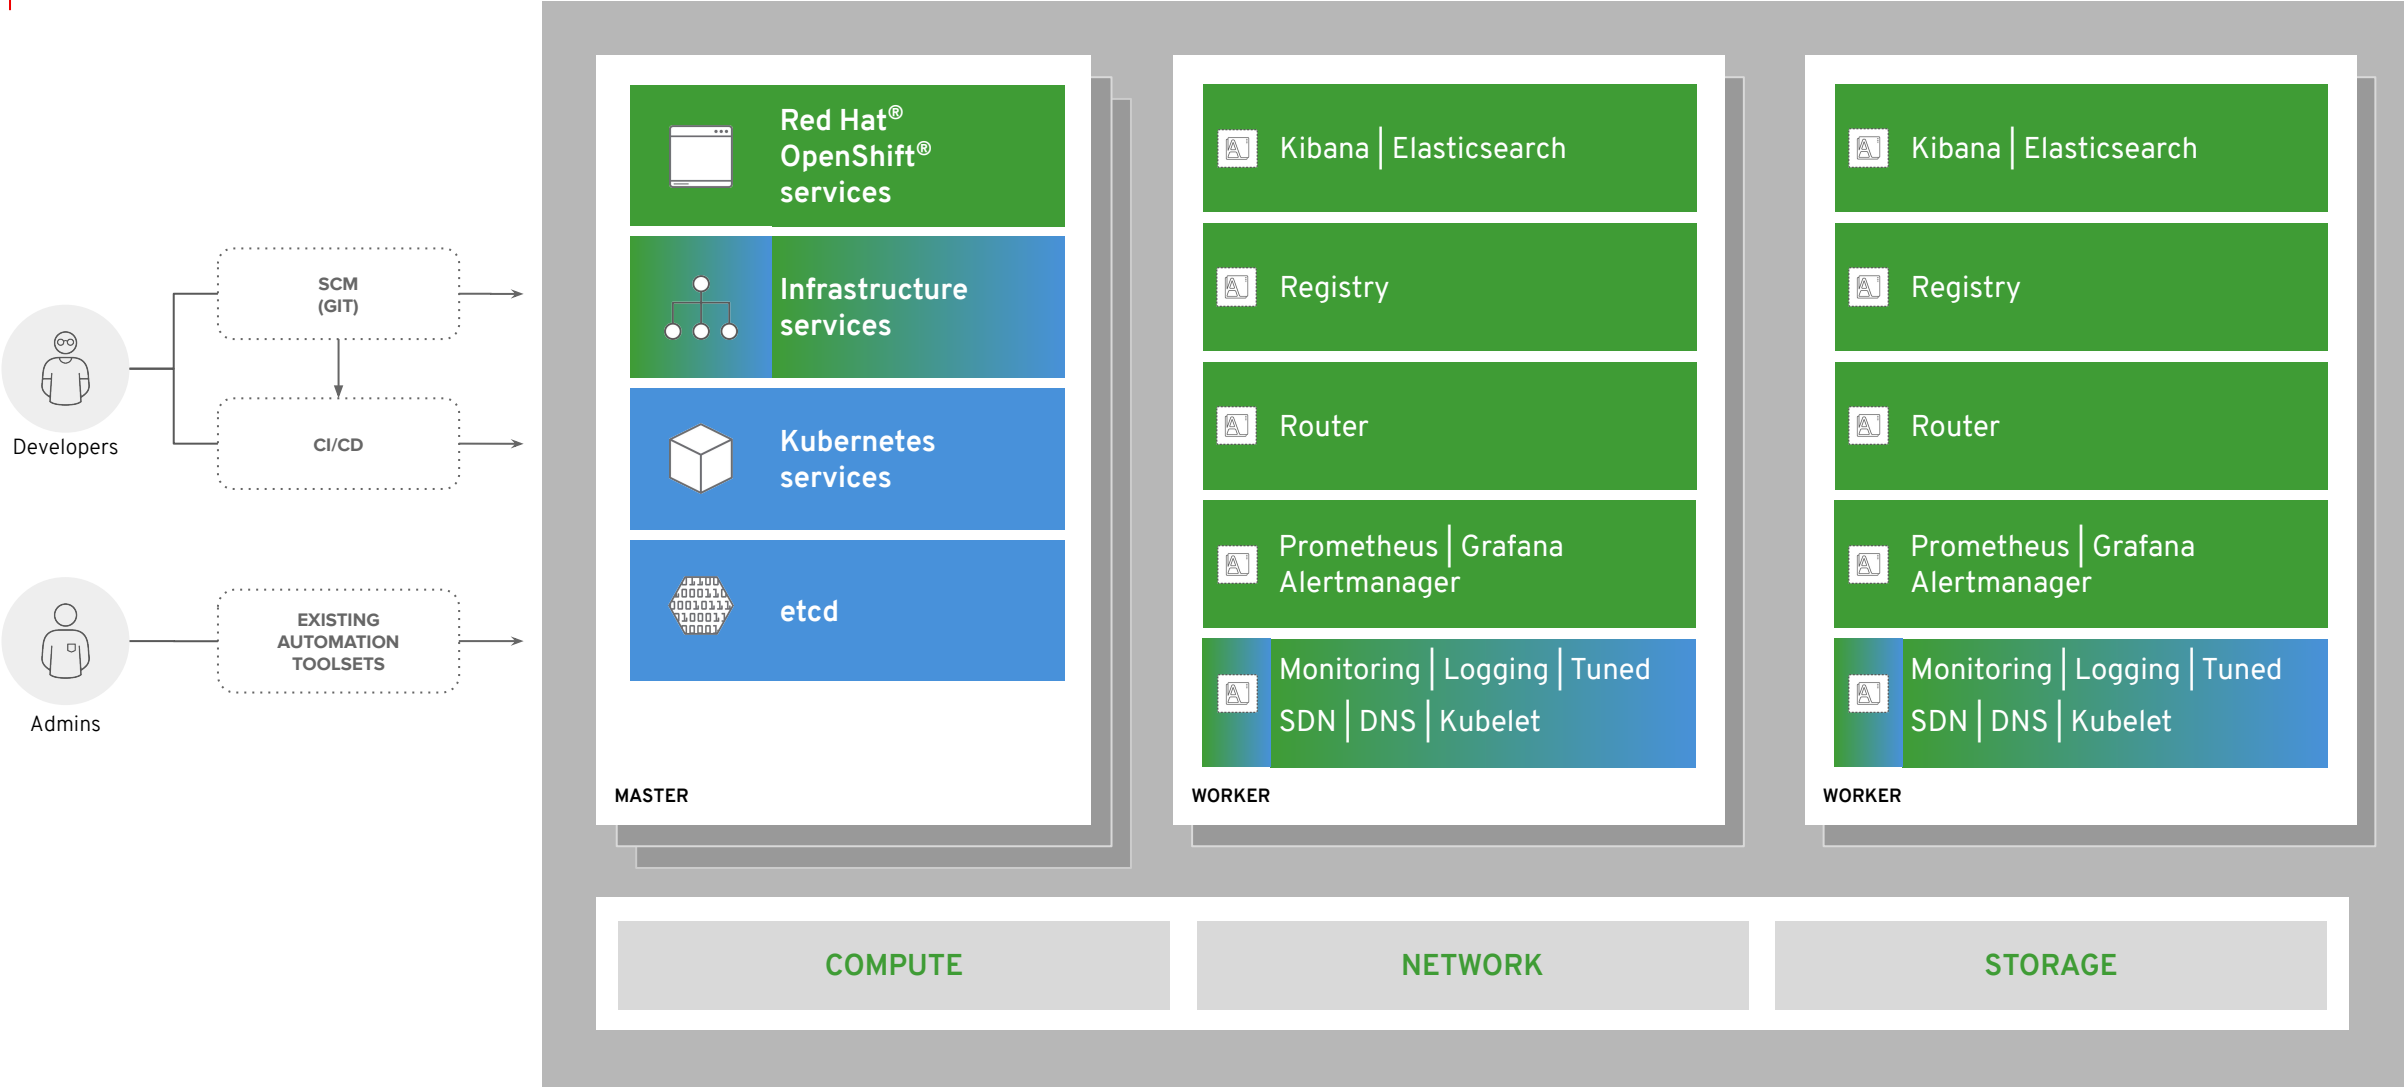 Developers
SCM
(GIT)
CI/CD
Admins
EXISTING
AUTOMATION
TOOLSETS
Red Hat®
OpenShift®
services
Infrastructure
services
Kubernetes
services
etcd
MASTER
Kibana | Elasticsearch
Registry
Router
Prometheus | Grafana
Alertmanager
Monitoring | Logging | Tuned
SDN | DNS | Kubelet
WORKER
Kibana | Elasticsearch
Registry
Router
Prometheus | Grafana
Alertmanager
Monitoring | Logging | Tuned
SDN | DNS | Kubelet
WORKER
COMPUTE
NETWORK
STORAGE